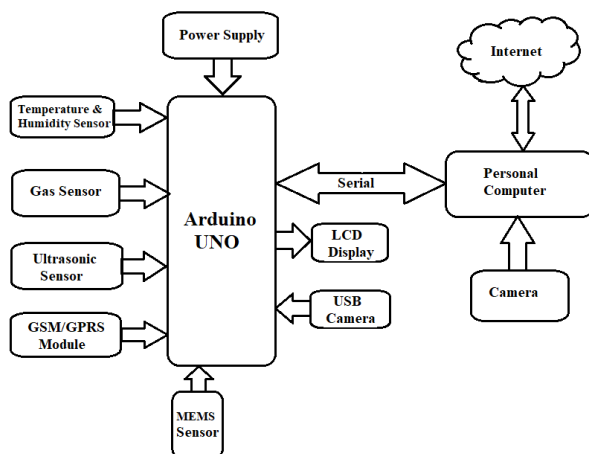 Power Supply
Internet
Temperature &
Humidity Sensor
Gas Sensor
Ultrasonic
Sensor
GSM/GPRS
Module
Arduino
UNO
Serial
Personal
Computer
LCD
Display
USB
Camera
Camera
MEMS
Sensor